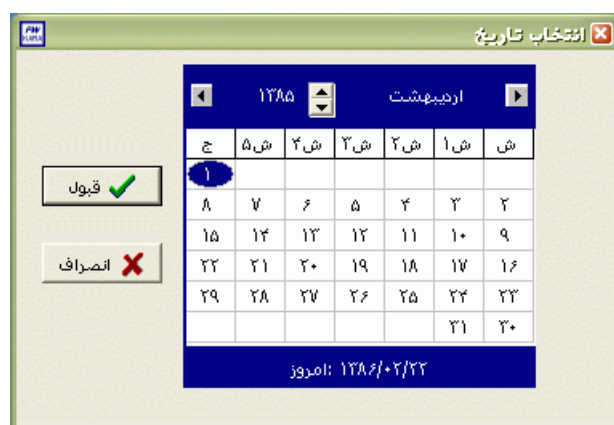 انتخاب تاریخ
اردیبهشت ۱۳۸۵
ش ش۱ ش۲ ش۳ ش۴ ش۵ ج
۱
۲ ۳ ۴ ۵ ۶ ۷ ۸
۹ ۱۰ ۱۱ ۱۲ ۱۳ ۱۴ ۱۵
۱۶ ۱۷ ۱۸ ۱۹ ۲۰ ۲۱ ۲۲
۲۳ ۲۴ ۲۵ ۲۶ ۲۷ ۲۸ ۲۹
۳۰ ۳۱
امروز: ۱۳۸۶/۰۲/۲۲
قبول
انصراف